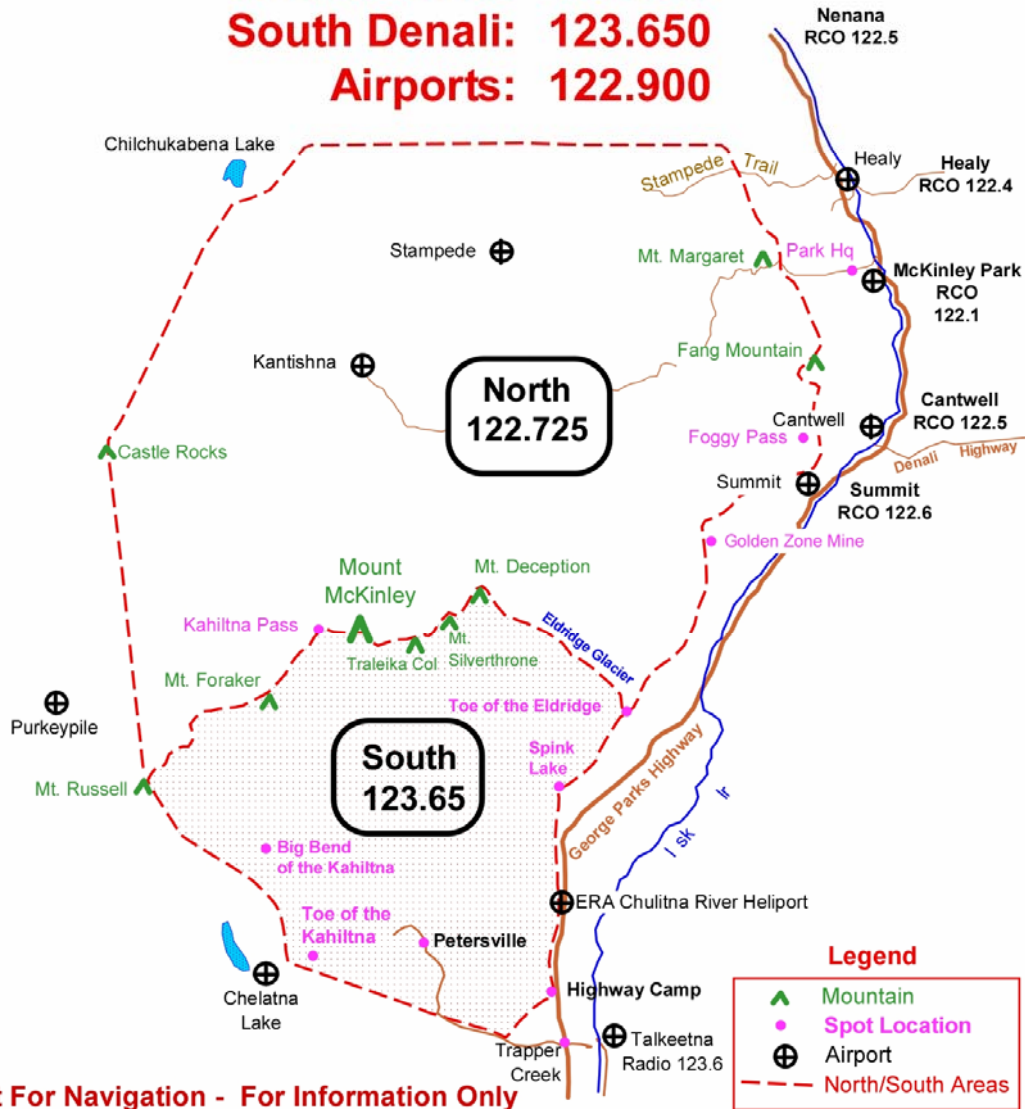 South Denali: 123.650
Airports: 122.900
Nenana
RCO 122.5
Chilchukabena Lake
Stampede Trail
Healy
Healy
RCO 122.4
Stampede
Mt. Margaret
Park Hq
McKinley Park
RCO
122.1
Kantishna
Fang Mountain
North
122.725
Cantwell
Cantwell
RCO 122.5
Foggy Pass
Castle Rocks
Denali Highway
Summit
Summit
RCO 122.6
Golden Zone Mine
Mount
McKinley
Mt. Deception
Kahiltna Pass
Eldridge Glacier
Mt.
Silverthrone
Traleika Col
Mt. Foraker
Toe of the Eldridge
Purkeypile
South
123.65
Spink
Lake
George Parks Highway
Mt. Russell
lr
l sk
Big Bend
of the Kahiltna
ERA Chulitna River Heliport
Toe of the
Kahiltna
Petersville
Chelatna
Lake
Highway Camp
Talkeetna
Radio 123.6
Trapper
Creek
Legend
Mountain
Spot Location
Airport
North/South Areas
For Navigation - For Information Only